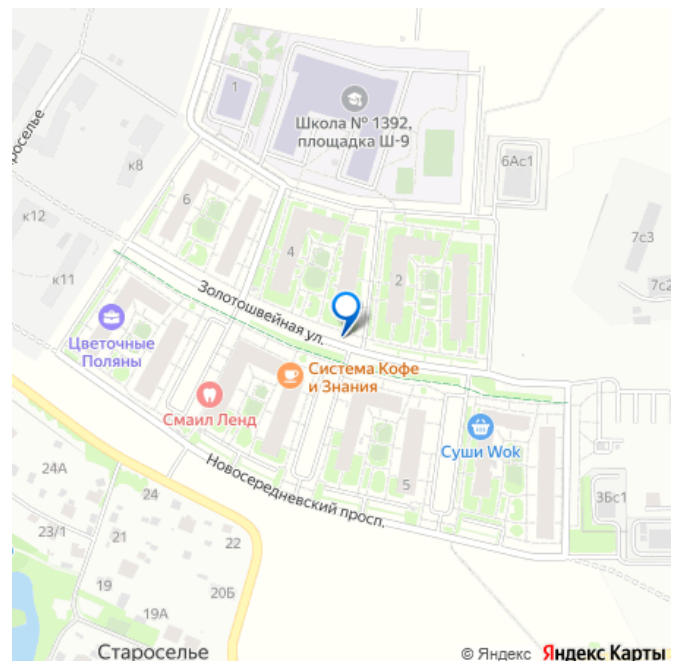 1
Школа № 1392,
площадка Ш-9
6Ас1
к8
6
7с3
к12
4
2
7с2
к11
Золотошвейная ул.
Цветочные
Поляны
Система Кофе
и Знания
Смаил Ленд
Суши Wok
Новосередневский просп.
5
24А
24
3Бс1
23/1
21
22
19
20Б
19А
Староселье
© Яндекс Яндекс Карты